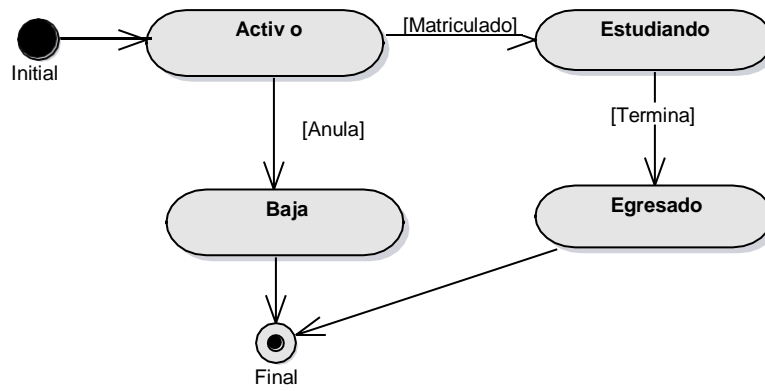 Activ o
[Matriculado]
Estudiando
Initial
[Termina]
[Anula]
Baja
Egresado
Final